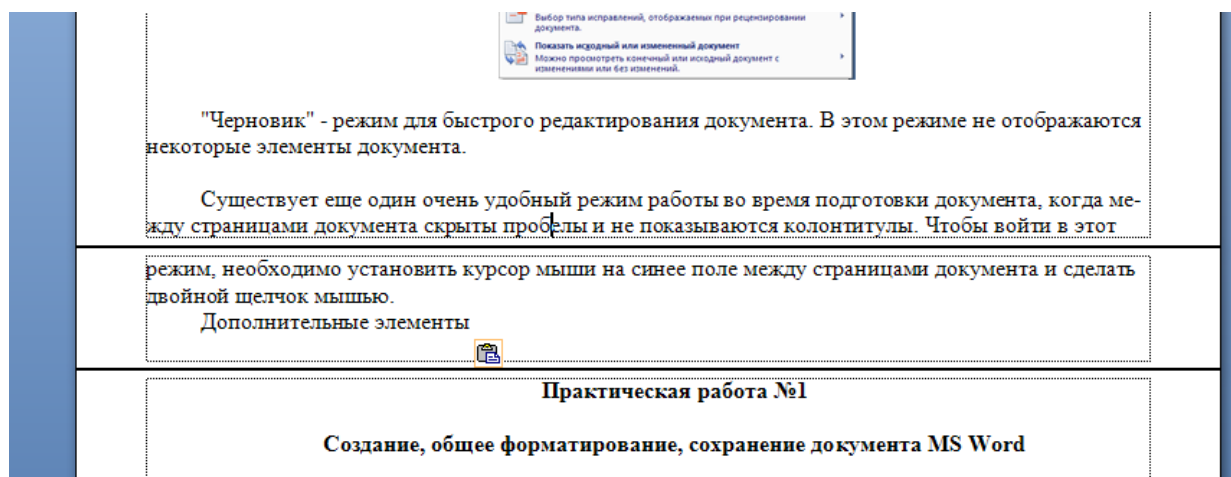 Выбор типа исправлений, отображаемых при рецензировании
документа.
Показать исходный или измененный документ
Можно просмотреть конечный или исходный документ с
изменениями или без изменений.
"Черновик" - режим для быстрого редактирования документа. В этом режиме не отображаются
некоторые элементы документа.
Существует еще один очень удобный режим работы во время подготовки документа, когда ме-
жду страницами документа скрыты пробелы и не показываются колонтитулы. Чтобы войти в этот
режим, необходимо установить курсор мыши на синее поле между страницами документа и сделать
двойной щелчок мышью.
Дополнительные элементы
Практическая работа №1
Создание, общее форматирование, сохранение документа MS Word